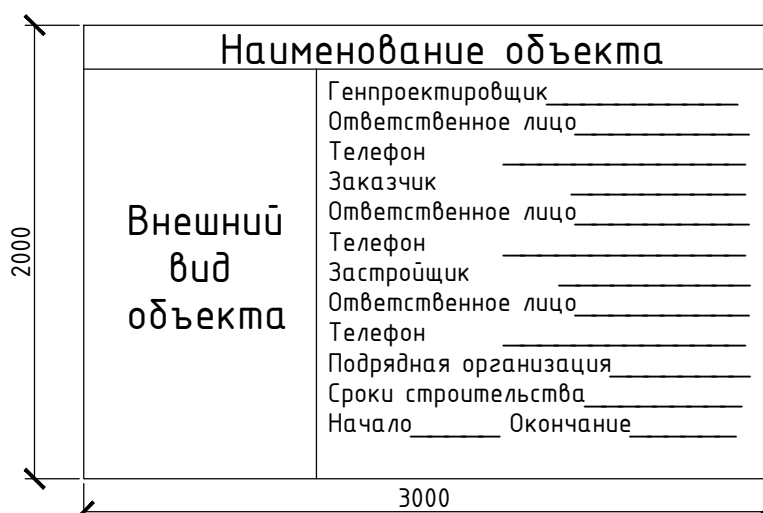 Наименование объекта
Внешний
вид
объекта
Генпроектировщик
Ответственное лицо
Телефон
Заказчик
Ответственное лицо
Телефон
Застройщик
Ответственное лицо
Телефон
Подрядная организация
Сроки строительства
Начало Окончание
2000
3000